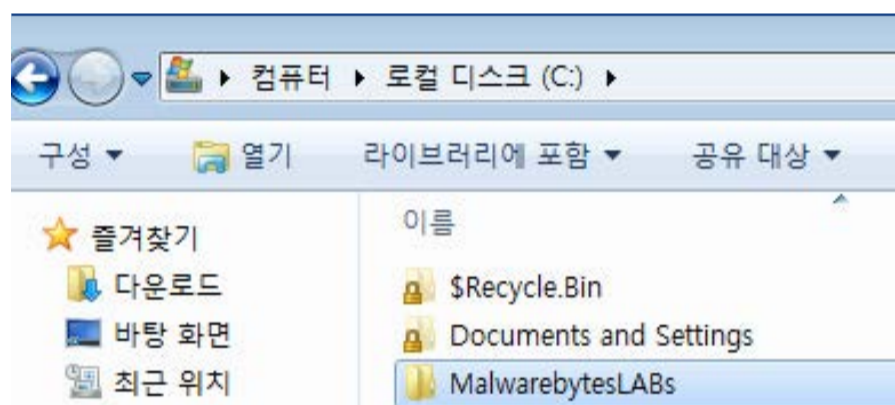 컴퓨터 ▸ 로컬 디스크 (C:) ▸
구성 열기 라이브러리에 포함 공유 대상
즐겨찾기
다운로드
바탕 화면
최근 위치
이름
$Recycle.Bin
Documents and Settings
MalwarebytesLABs